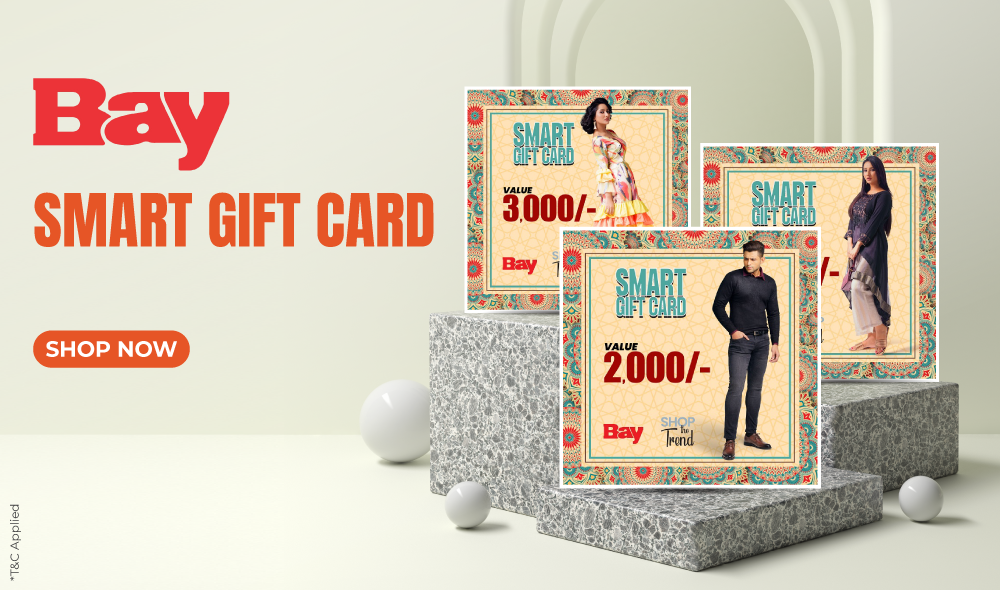 Bay
SMART GIFT CARD
SHOP NOW
*T&C Applied
SMART
GIFT CARD
VALUE
3,000/-
Bay
SMART
GIFT CARD
/-
SMART
GIFT CARD
VALUE
2,000/-
Bay
SHOP
the
Trend